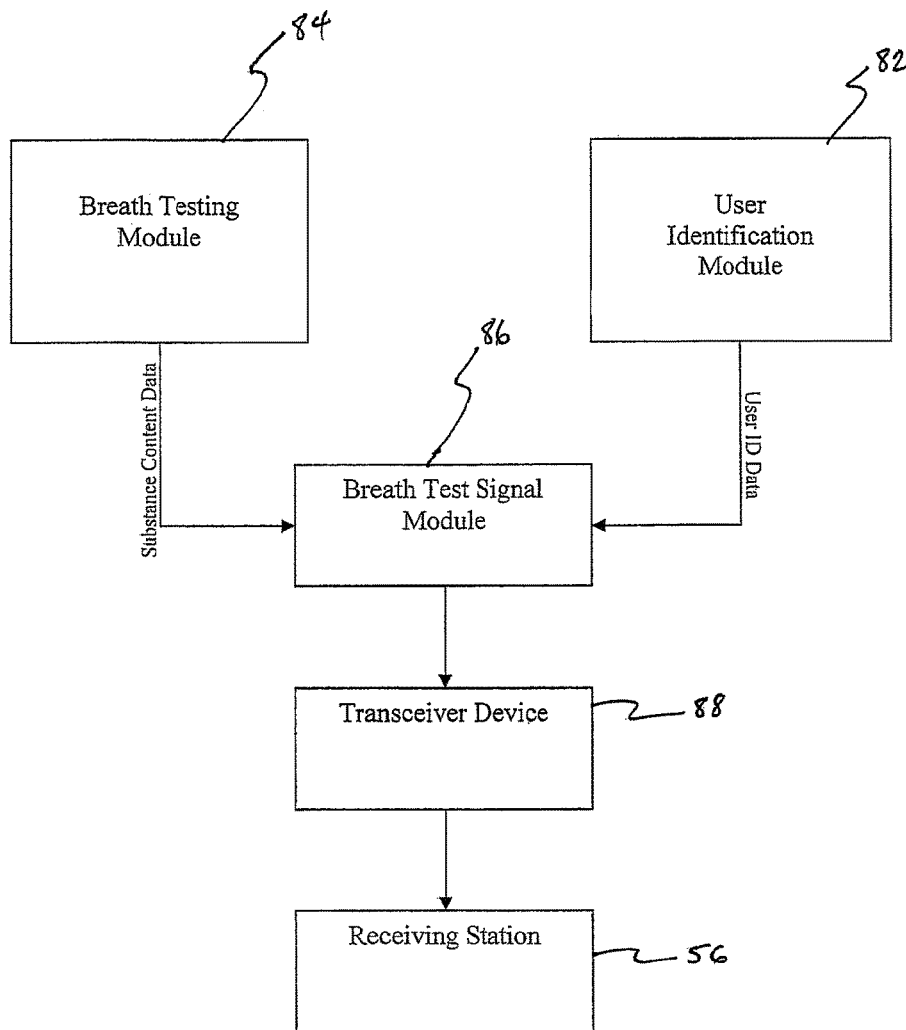 84
82
Breath Testing
Module
User
Identification
Module
86
Substance Content Data
User ID Data
Breath Test Signal
Module
Transceiver Device
88
Receiving Station
56